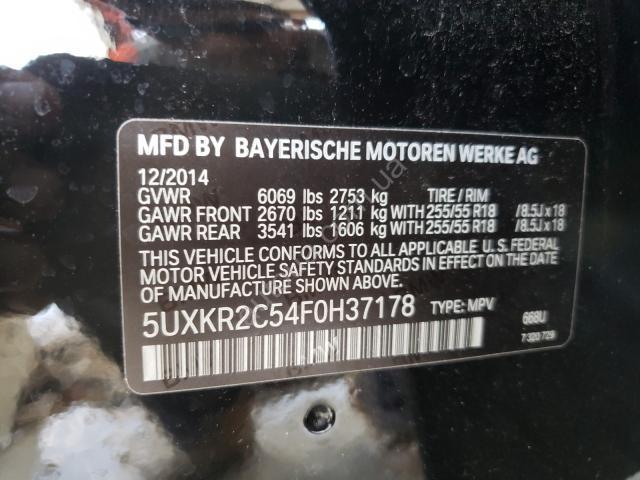 MFD BY BAYERISCHE MOTOREN WERKE AG
12/2014
GVWR 6069 lbs 2753 kg TIRE / RIM
GAWR FRONT 2670 lbs 1211 kg WITH 255/55 R18 /8.5J x 18
GAWR REAR 3541 lbs 1606 kg WITH 255/55 R18 /8.5J x 18
THIS VEHICLE CONFORMS TO ALL APPLICABLE U.S. FEDERAL
MOTOR VEHICLE SAFETY AND THEFT PREVENTION STANDARDS
IN EFFECT ON THE DATE OF MANUFACTURE SHOWN ABOVE.
5UXKR2C54F0H37178 TYPE: MPV 668U
7 320 729